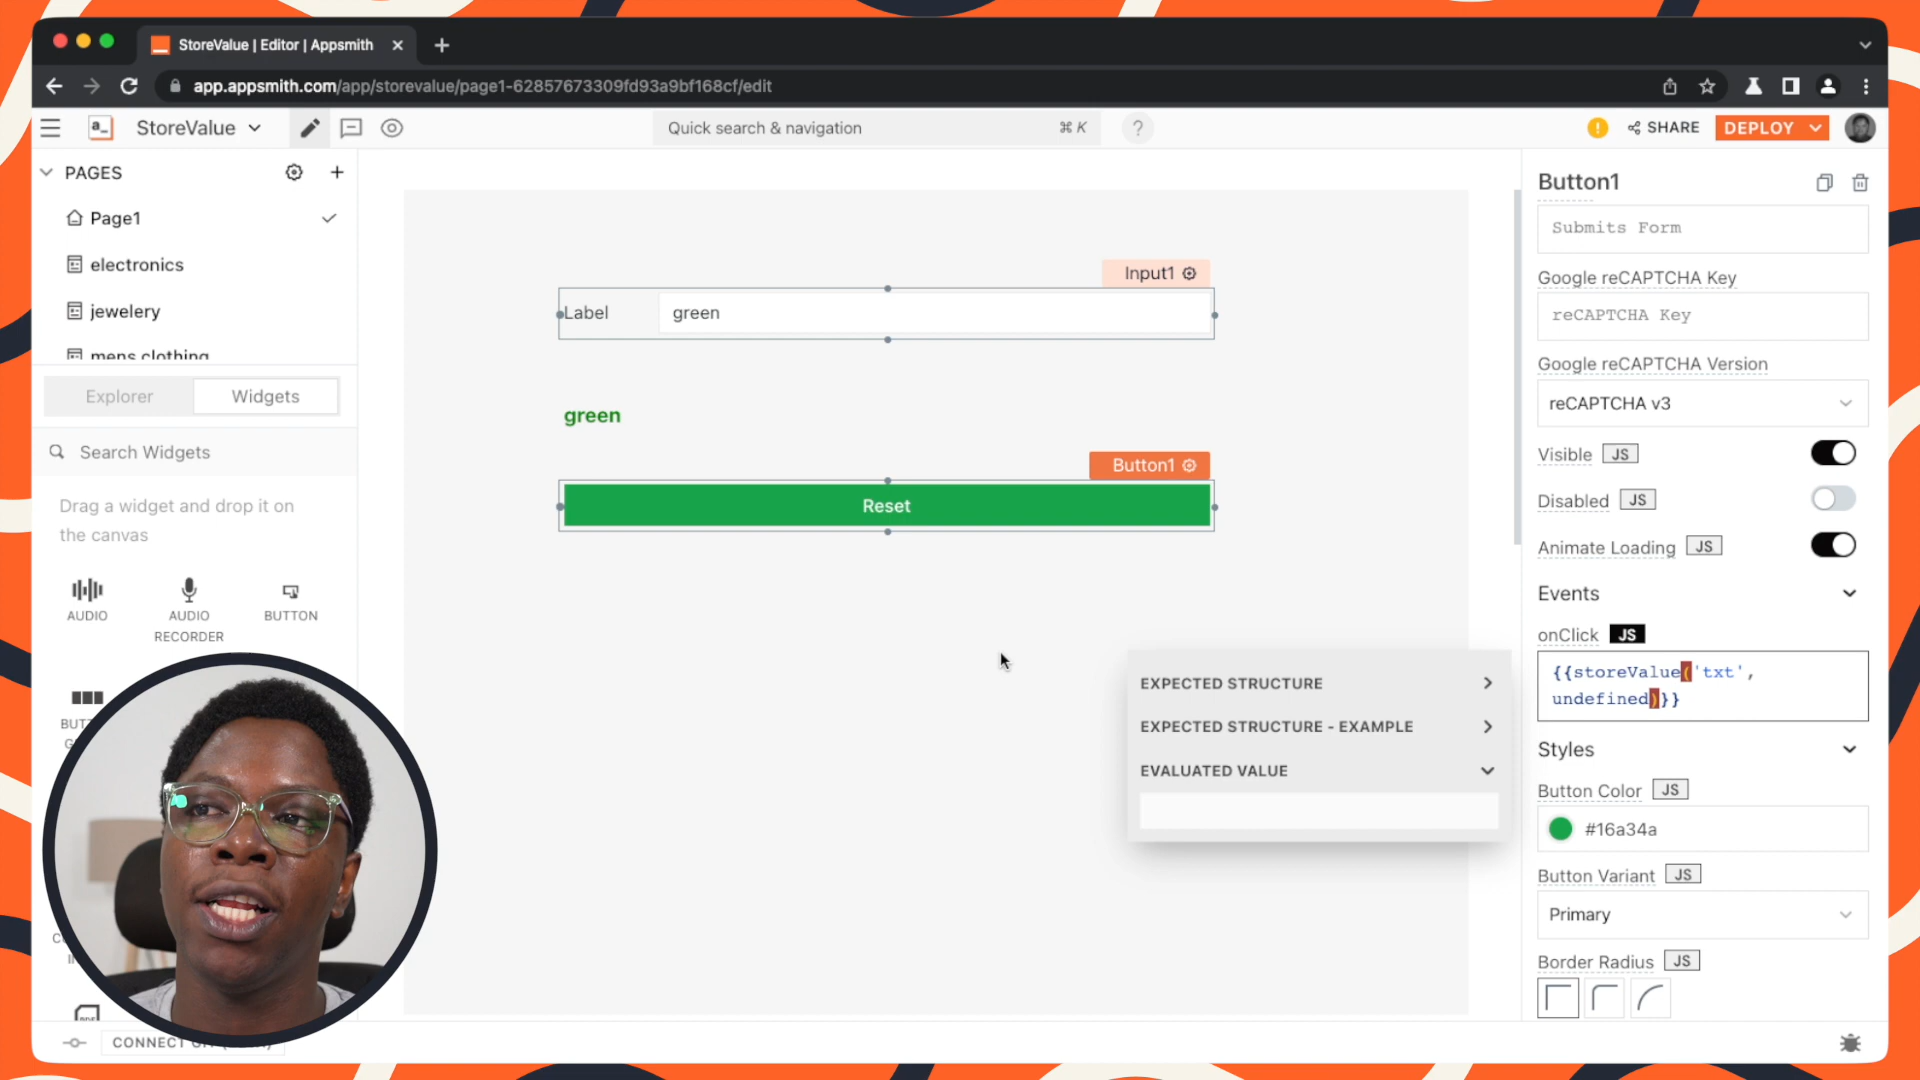 StoreValue | Editor | Appsmith
app.appsmith.com/app/storevalue/page1-62857673309fd93a9bf168cf/edit
a_
StoreValue
Quick search & navigation
⌘ K
?
SHARE
DEPLOY
PAGES
Page1
electronics
jewelery
mens clothing
Explorer
Widgets
Search Widgets
Drag a widget and drop it on
the canvas
AUDIO
AUDIO
RECORDER
BUTTON
CONNECT
Input1
Label
green
green
Button1
Reset
EXPECTED STRUCTURE
EXPECTED STRUCTURE - EXAMPLE
EVALUATED VALUE
Button1
Submits Form
Google reCAPTCHA Key
reCAPTCHA Key
Google reCAPTCHA Version
reCAPTCHA v3
Visible JS
Disabled JS
Animate Loading JS
Events
onClick JS
{{storeValue('txt',
undefined)}}
Styles
Button Color JS
#16a34a
Button Variant JS
Primary
Border Radius JS